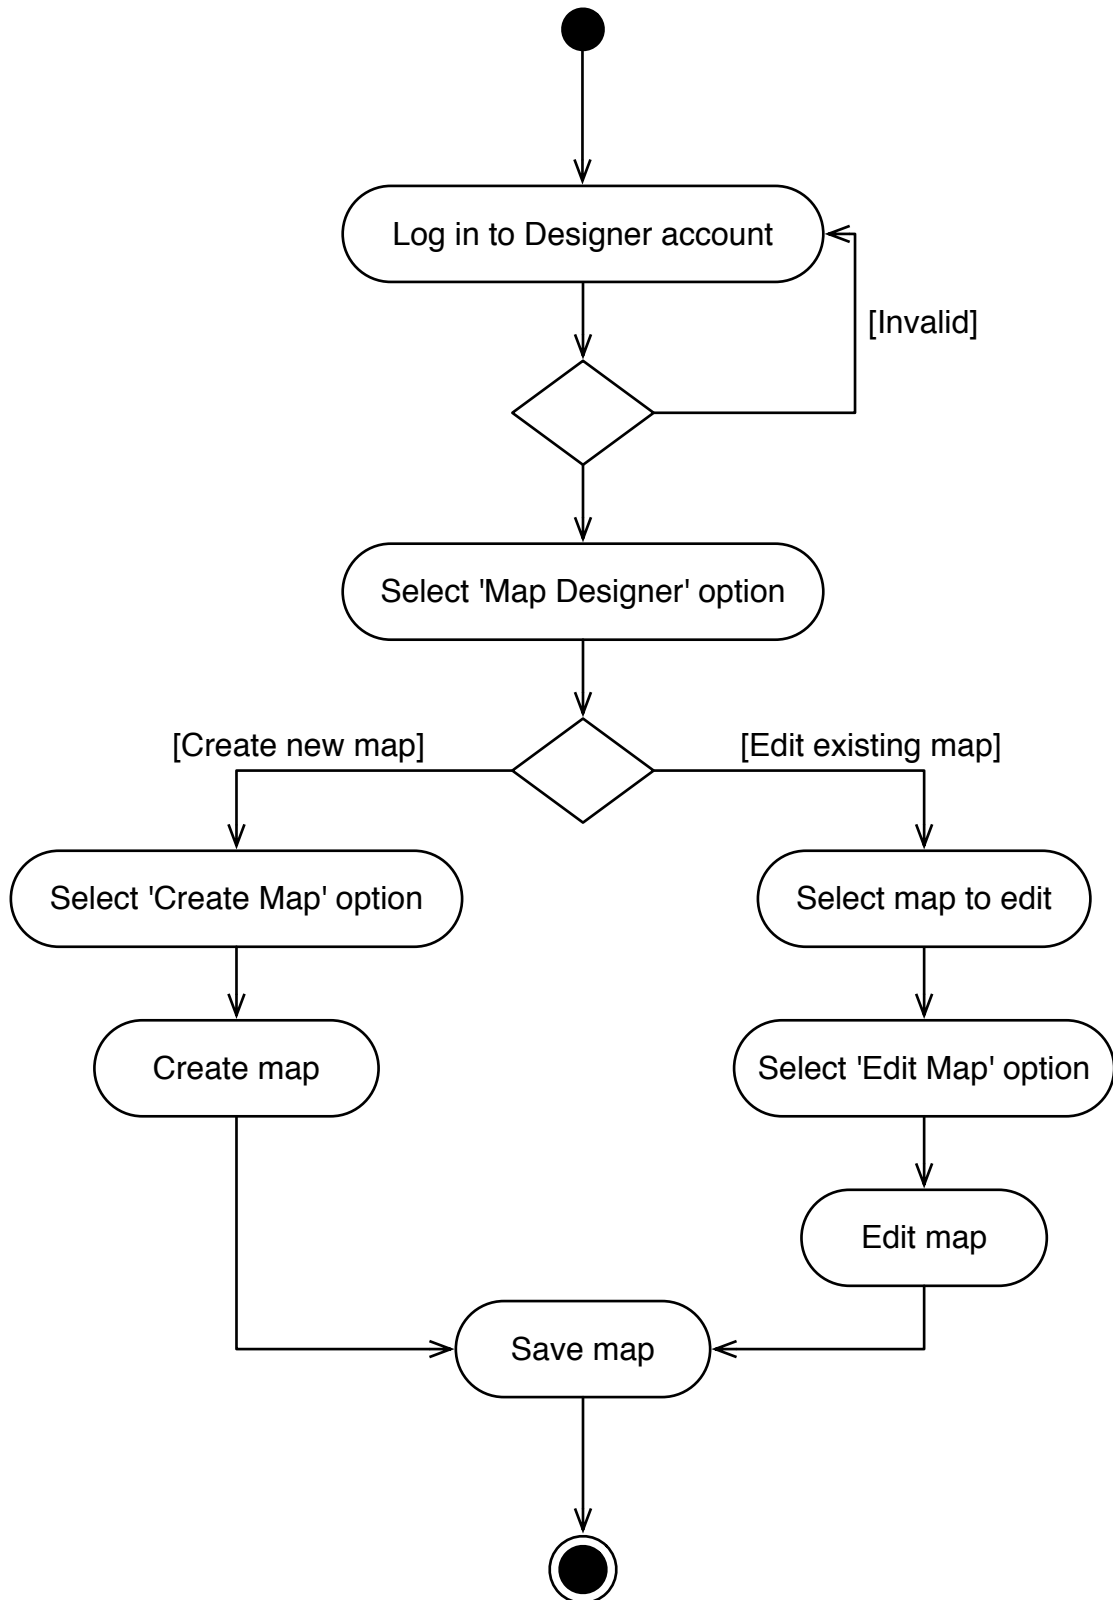 Log in to Designer account
[Invalid]
Select 'Map Designer' option
[Create new map]
[Edit existing map]
Select 'Create Map' option
Select map to edit
Create map
Select 'Edit Map' option
Edit map
Save map